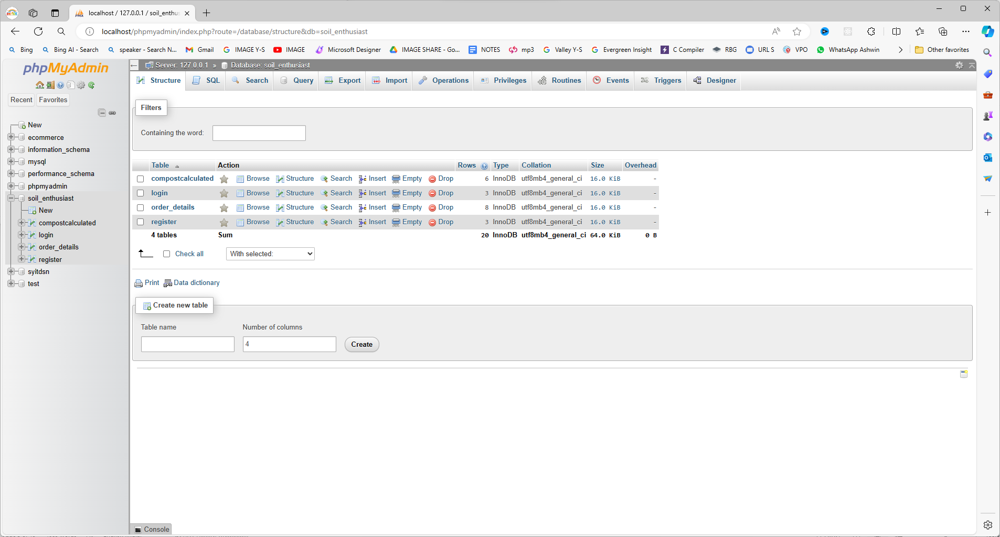 localhost / 127.0.0.1 / soil_enthus
localhost/phpmyadmin/index.php?route=/database/structure&db=soil_enthusiast
Bing Bing AI - Search speaker - Search N... Gmail IMAGE Y-S IMAGE Microsoft Designer IMAGE SHARE - Go... NOTES mp3 Valley Y-S Evergreen Insight C Compiler RBG URL S VPO WhatsApp Ashwin Other favorites
phpMyAdmin
Recent Favorites
New
ecommerce
information_schema
mysql
performance_schema
phpmyadmin
soil_enthusiast
New
compostcalculated
login
order_details
register
syitdsn
test
Server: 127.0.0.1 » Database: soil_enthusiast
Structure SQL Search Query Export Import Operations Privileges Routines Events Triggers Designer
Filters
Containing the word:
Table Action Rows Type Collation Size Overhead
compostcalculated Browse Structure Search Insert Empty Drop 6 InnoDB utf8mb4_general_ci 16.0 KiB -
login Browse Structure Search Insert Empty Drop 3 InnoDB utf8mb4_general_ci 16.0 KiB -
order_details Browse Structure Search Insert Empty Drop 8 InnoDB utf8mb4_general_ci 16.0 KiB -
register Browse Structure Search Insert Empty Drop 3 InnoDB utf8mb4_general_ci 16.0 KiB -
4 tables Sum 20 InnoDB utf8mb4_general_ci 64.0 KiB 0 B
Check all With selected:
Print Data dictionary
Create new table
Table name Number of columns
4 Create
Console